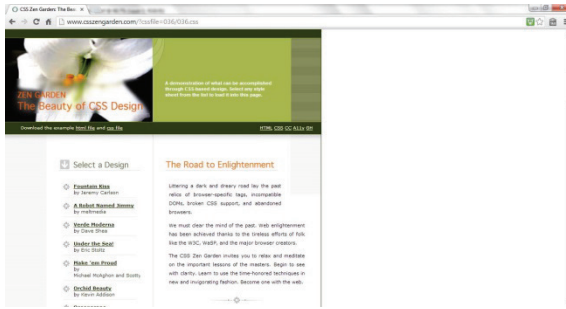 CSS Zen Garden: The Bea
www.csszengarden.com/?cssfile=036/036.css
ZEN GARDEN
The Beauty of CSS Design
A demonstration of what can be accomplished
through CSS-based design. Select any style
sheet from the list to load it into this page.
Download the example html file and css file
HTML CSS CC A11y GH
Select a Design
Fountain Kiss
by Jeremy Carlson
A Robot Named Jimmy
by meltmedia
Verde Moderna
by Dave Shea
Under the Sea!
by Eric Stoltz
Make 'em Proud
by
Michael McAghon and Scotty
Orchid Beauty
by Kevin Addison
The Road to Enlightenment
Littering a dark and dreary road lay the past
relics of browser-specific tags, incompatible
DOMs, broken CSS support, and abandoned
browsers.
We must clear the mind of the past. Web enlightenment
has been achieved thanks to the tireless efforts of folk
like the W3C, WaSP, and the major browser creators.
The CSS Zen Garden invites you to relax and meditate
on the important lessons of the masters. Begin to see
with clarity. Learn to use the time-honored techniques in
new and invigorating fashion. Become one with the web.